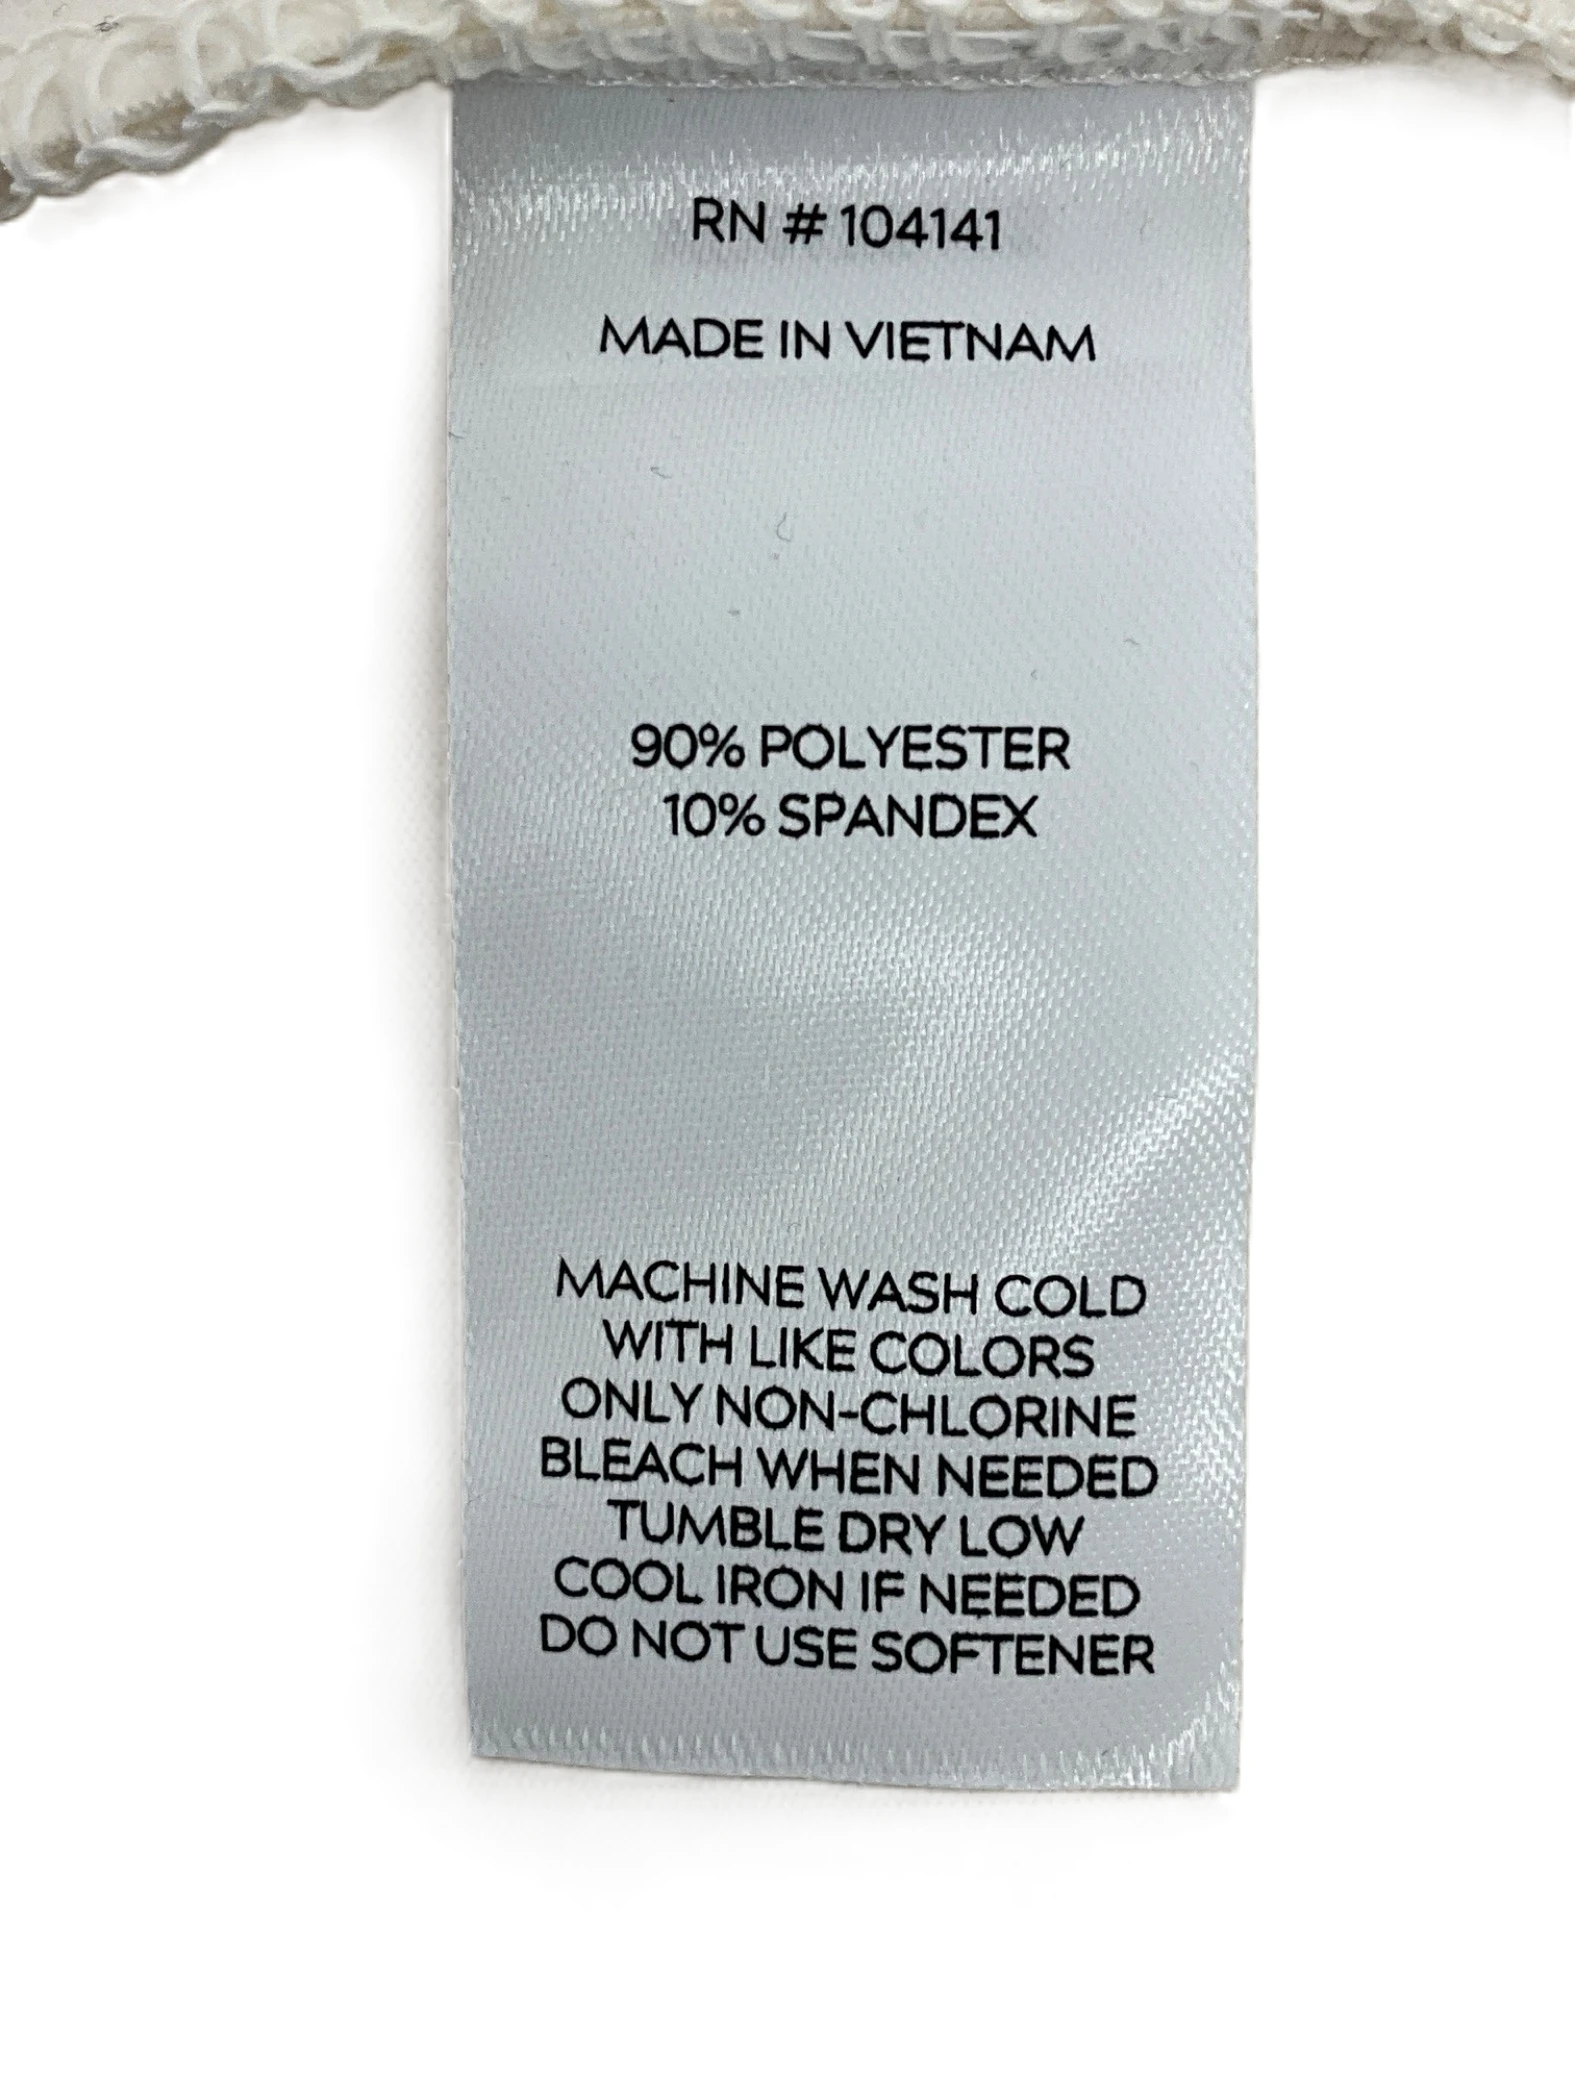 RN # 104141
MADE IN VIETNAM
90% POLYESTER
10% SPANDEX
MACHINE WASH COLD
WITH LIKE COLORS
ONLY NON-CHLORINE
BLEACH WHEN NEEDED
TUMBLE DRY LOW
COOL IRON IF NEEDED
DO NOT USE SOFTENER